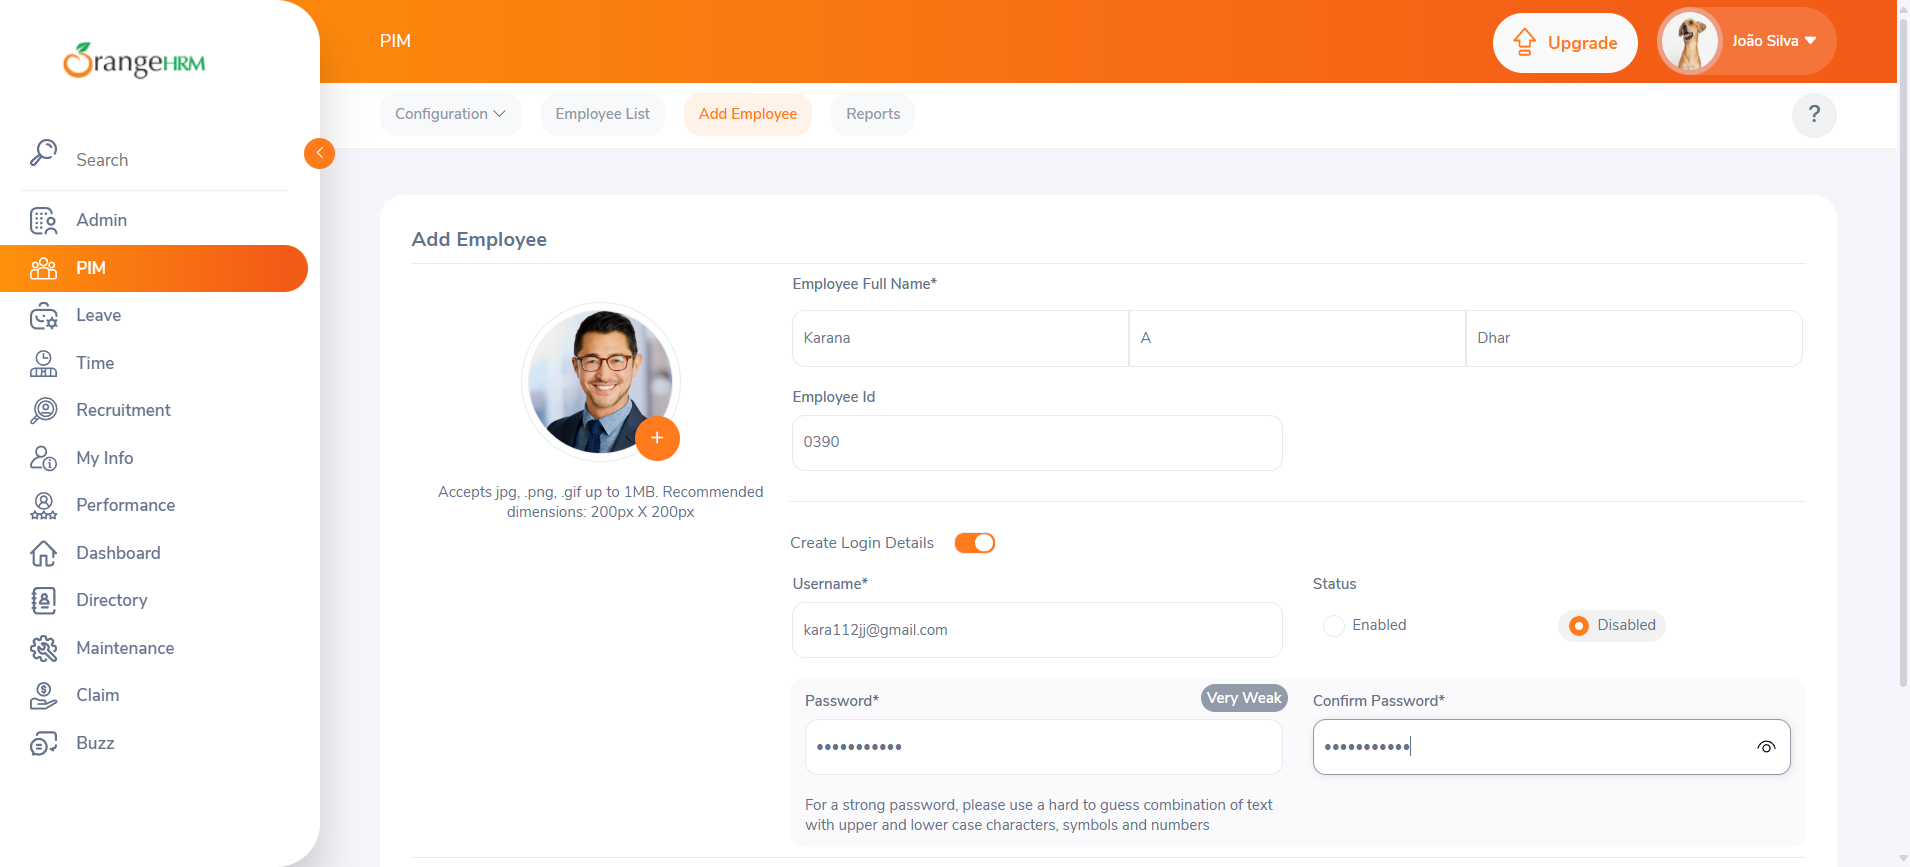 OrangeHRM
PIM
Upgrade
João Silva
Configuration
Employee List
Add Employee
Reports
?
Search
Admin
PIM
Leave
Time
Recruitment
My Info
Performance
Dashboard
Directory
Maintenance
Claim
Buzz
Add Employee
Accepts jpg, .png, .gif up to 1MB. Recommended
dimensions: 200px X 200px
Employee Full Name*
Karana
A
Dhar
Employee Id
0390
Create Login Details
Username*
kara112jj@gmail.com
Status
Enabled
Disabled
Password*
Very Weak
•••••••••••
For a strong password, please use a hard to guess combination of text
with upper and lower case characters, symbols and numbers
Confirm Password*
•••••••••••